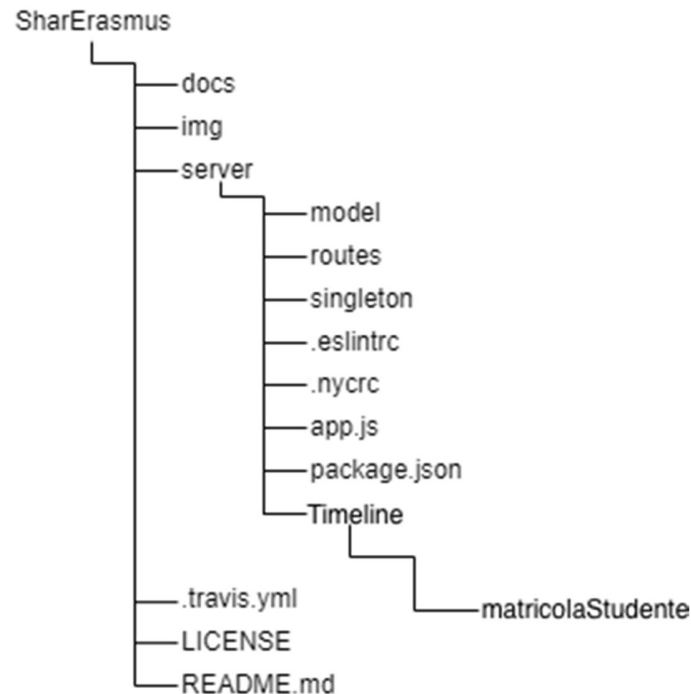 SharErasmus
docs
img
server
model
routes
singleton
.eslintrc
.nycrc
app.js
package.json
Timeline
matricolaStudente
.travis.yml
LICENSE
README.md